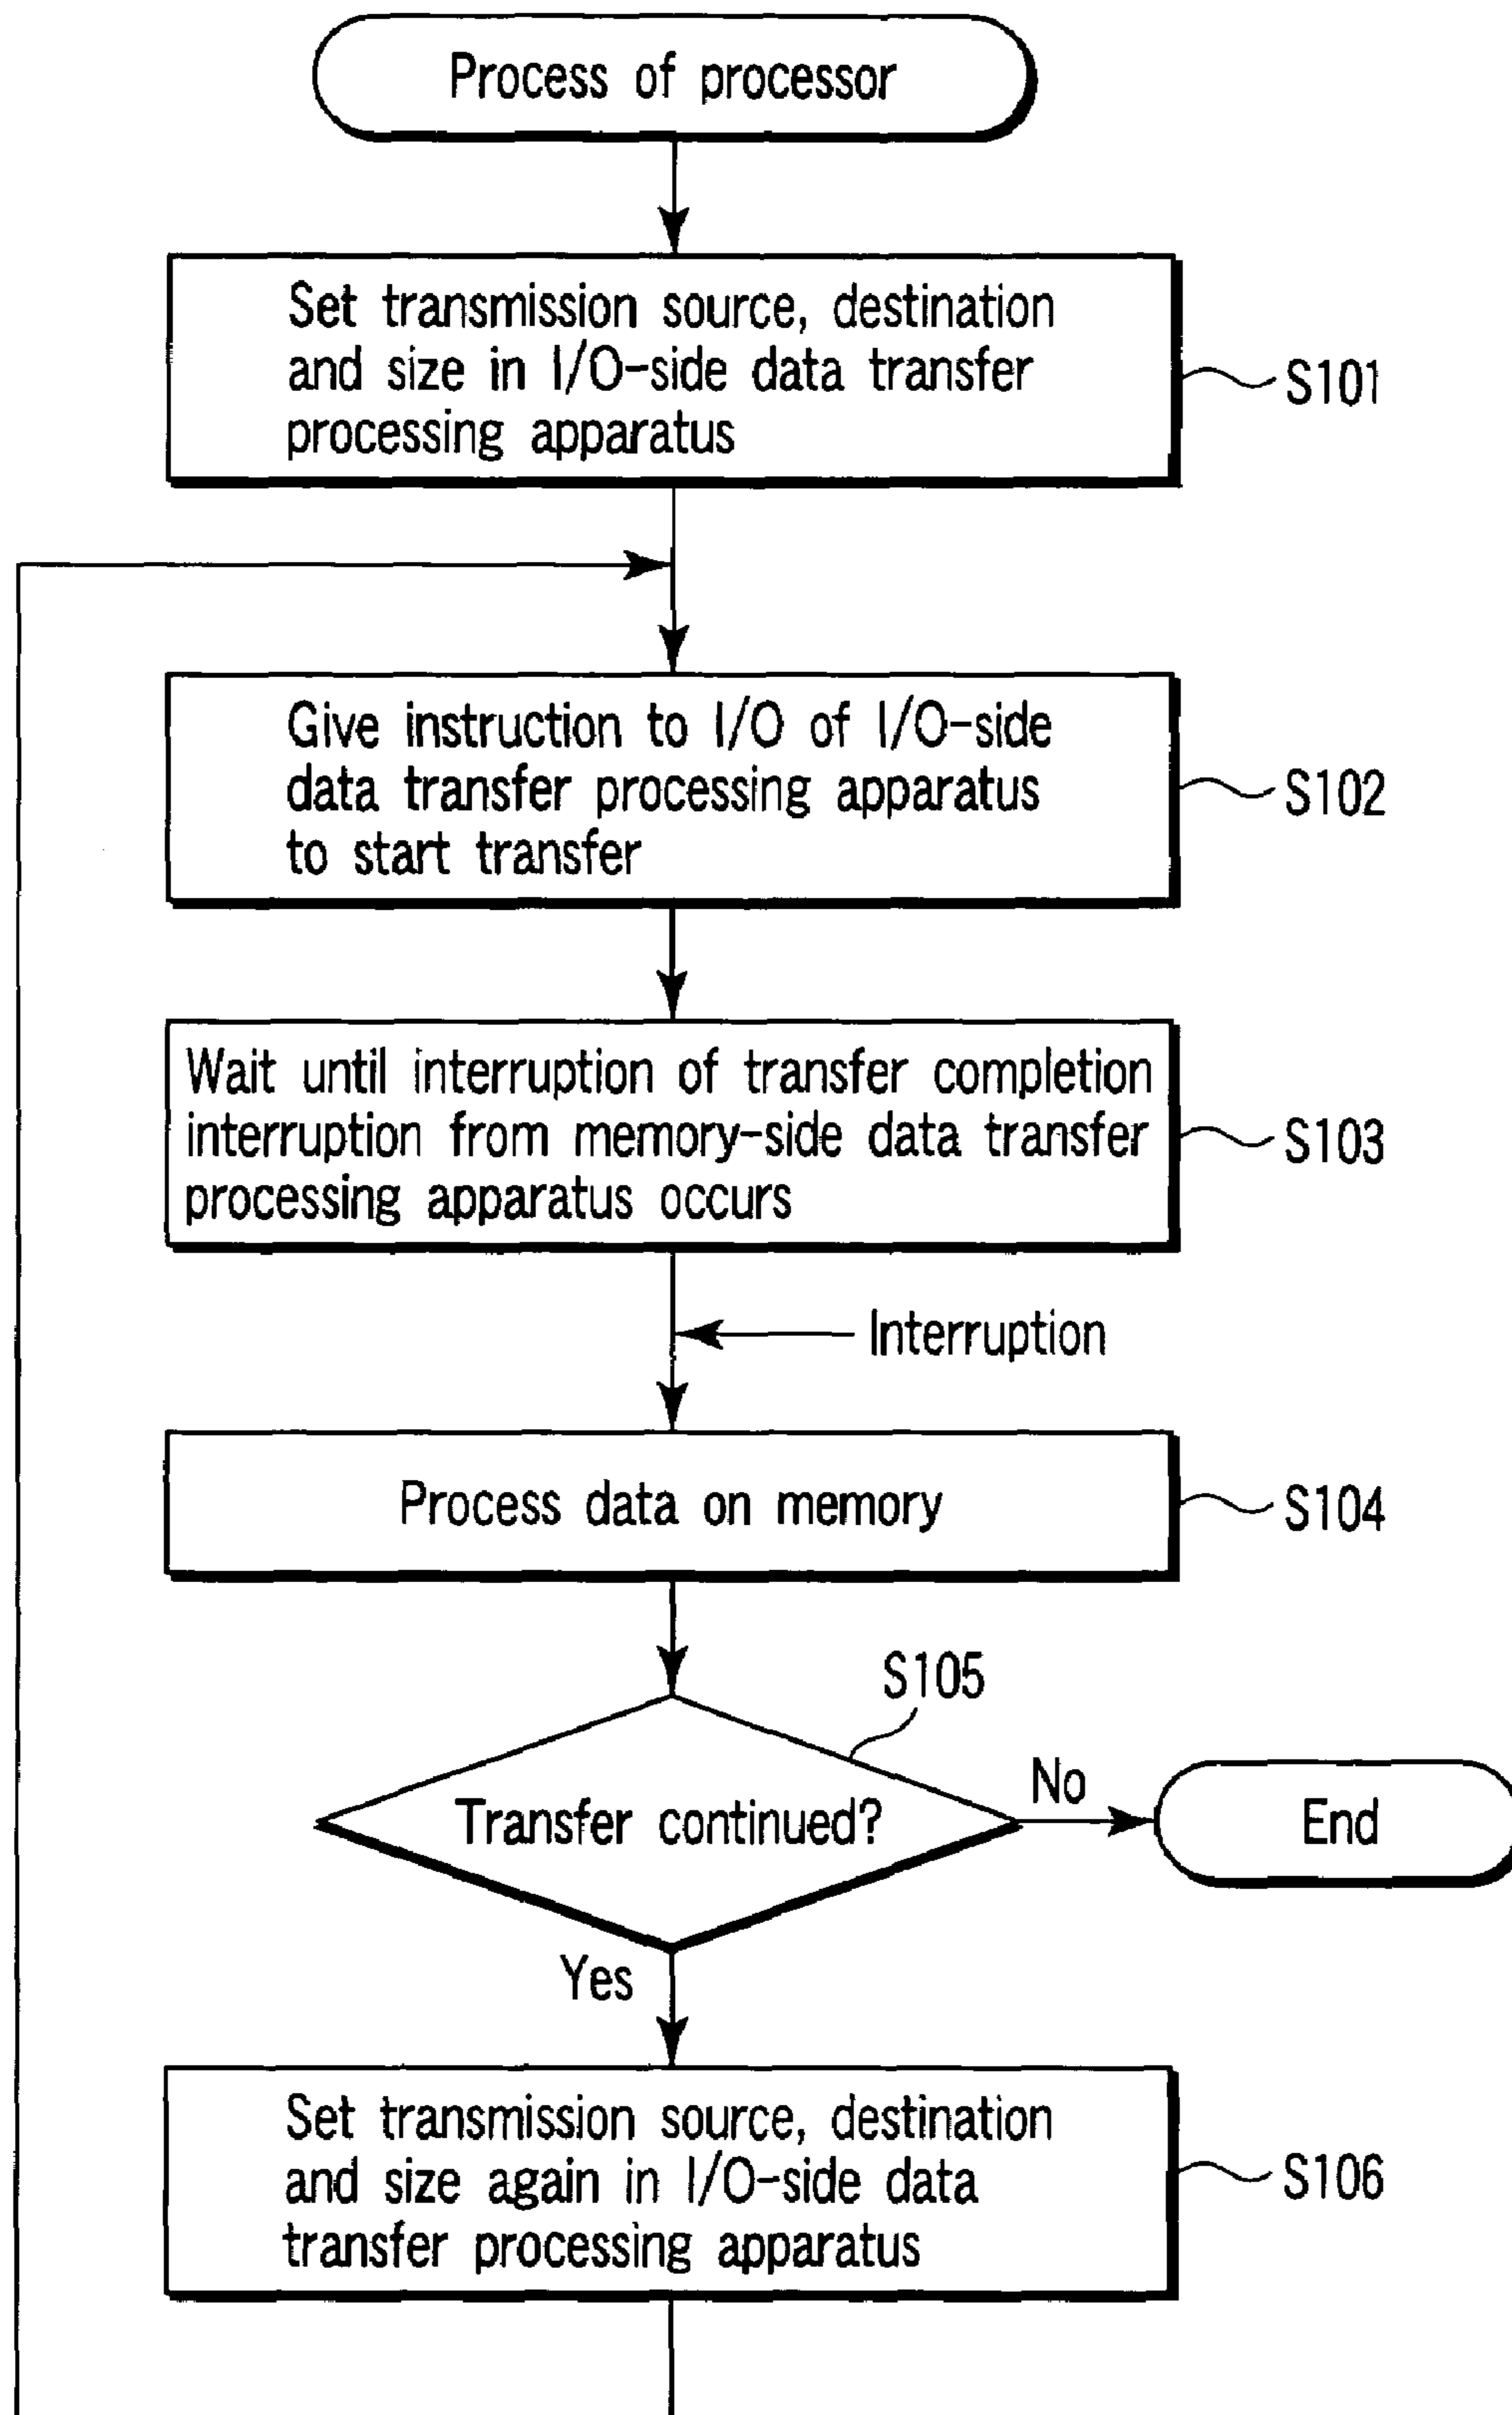 Process of processor
Set transmission source, destination
and size in I/O-side data transfer
processing apparatus
S101
Give instruction to I/O of I/O-side
data transfer processing apparatus
to start transfer
S102
Wait until interruption of transfer completion
interruption from memory-side data transfer
processing apparatus occurs
S103
Interruption
Process data on memory
S104
S105
Transfer continued?
No
End
Yes
Set transmission source, destination
and size again in I/O-side data
transfer processing apparatus
S106